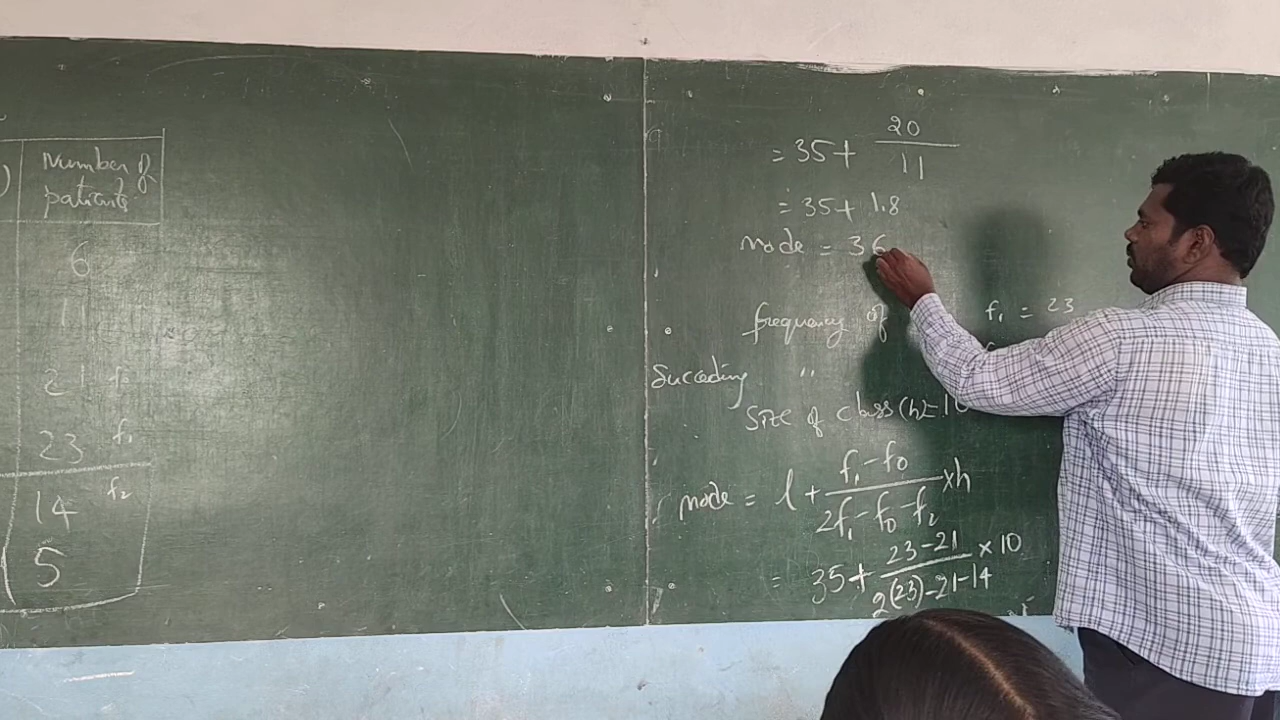 )
Number of
patients
6
11
21 f0
23 f1
14 f2
5
= 35 + 20/11
= 35 + 1.8
mode = 36
frequency of f1 = 23
Succeding "
Size of class (h) = 10
mode = l + (f1 - f0)/(2f1 - f0 - f2) × h
= 35 + (23 - 21)/(2(23) - 21 - 14) × 10